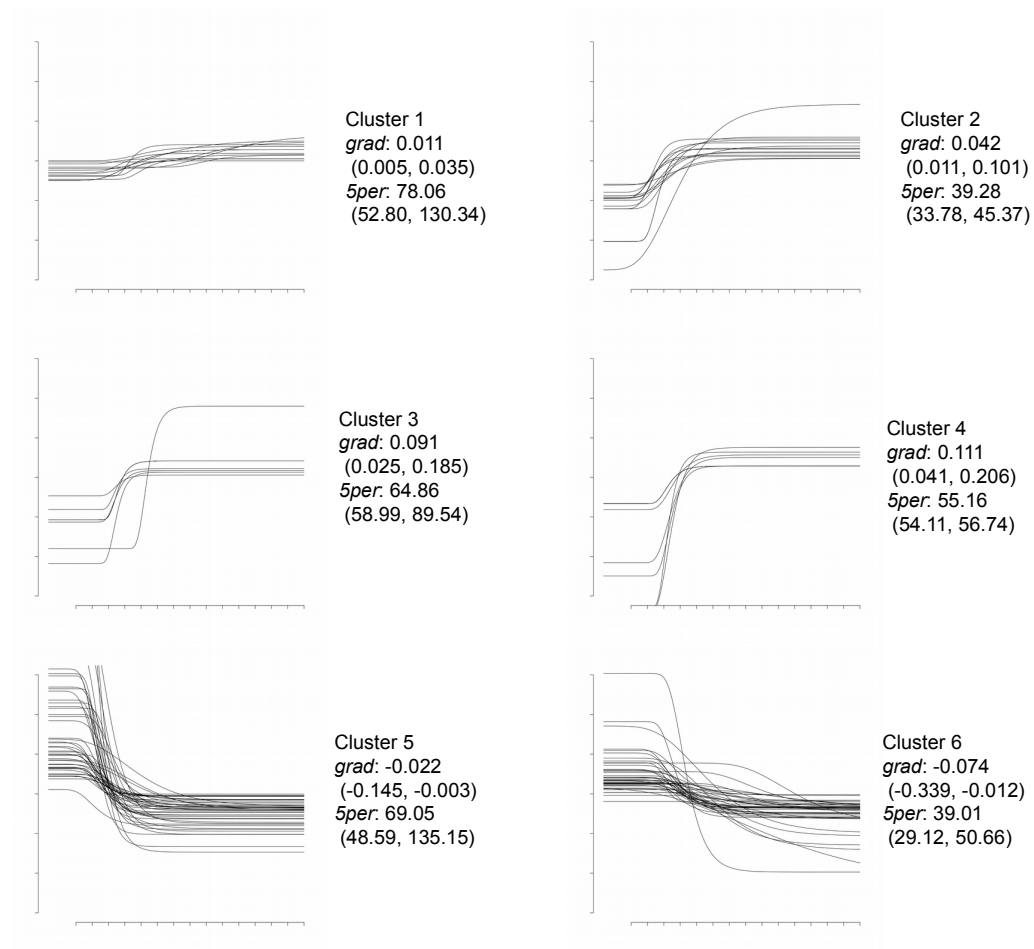 Cluster 1
grad: 0.011
(0.005, 0.035)
5per: 78.06
(52.80, 130.34)
Cluster 2
grad: 0.042
(0.011, 0.101)
5per: 39.28
(33.78, 45.37)
Cluster 3
grad: 0.091
(0.025, 0.185)
5per: 64.86
(58.99, 89.54)
Cluster 4
grad: 0.111
(0.041, 0.206)
5per: 55.16
(54.11, 56.74)
Cluster 5
grad: -0.022
(-0.145, -0.003)
5per: 69.05
(48.59, 135.15)
Cluster 6
grad: -0.074
(-0.339, -0.012)
5per: 39.01
(29.12, 50.66)